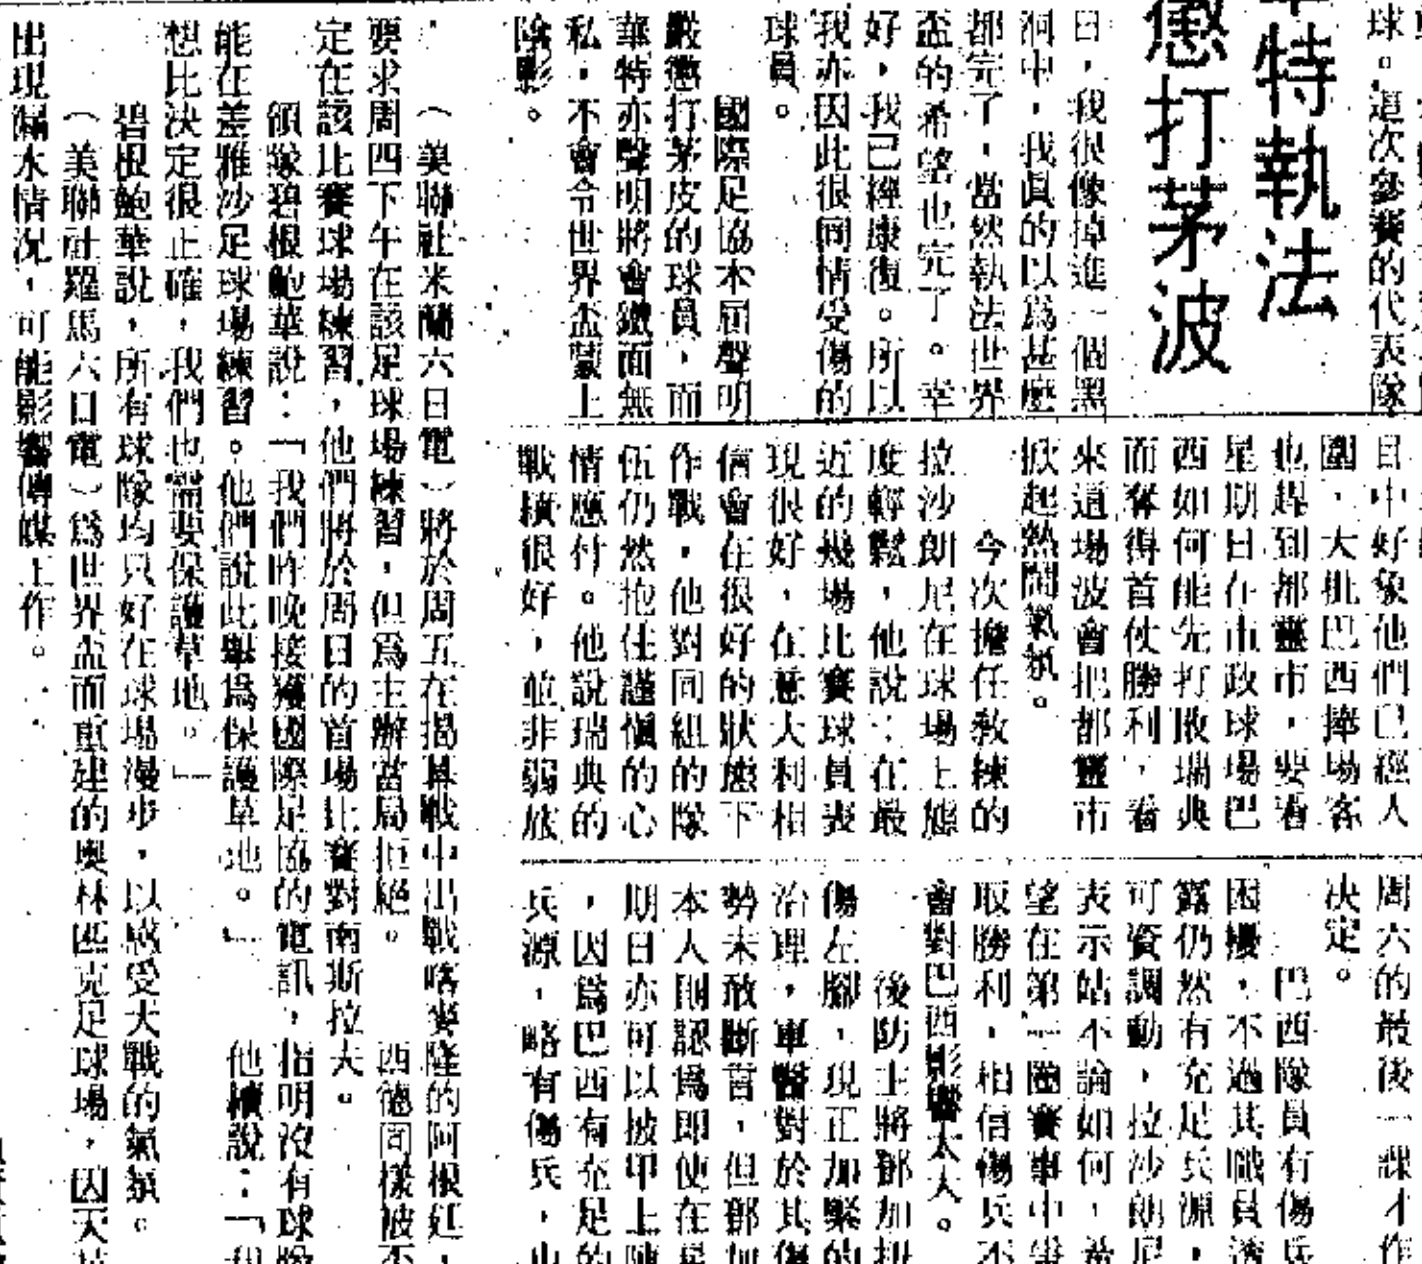 球。這次參賽的代表隊
特執法
懲打茅波
日，我很像掉進一個黑
洞中，我眞的以爲甚麼
都完了，當然執法世界
盃的希望也完了。幸
好，我已經康復。所以
我亦因此很同情受傷的
球員。
國際足協本屆聲明
嚴懲打茅皮的球員，而
華特亦聲明將會鐵面無
私，不會令世界盃蒙上
陰影。
目中好象他們已經入
圍，大批巴西捧場客
也趕到都靈市，要看
星期日在市政球場巴
西如何能先打敗瑞典
而奪得首仗勝利，看
來這場波會把都靈市
掀起熱鬧氣氛。
今次擔任敎練的
拉沙朗尼在球場上態
度輕鬆，他說：在最
近的幾場比賽球員表
現很好，在意大利相
信會在很好的狀態下
作戰，他對同組的隊
伍仍然抱住謹愼的心
情應付。他說瑞典的
戰績很好，並非弱旅
周六的最後一課才作
決定。
巴西隊員有傷兵
困擾，不過其職員透
露仍然有充足兵源，
可資調動，拉沙朗尼
表示姑不論如何，希
望在第一圈賽事中爭
取勝利，相信傷兵不
會對巴西影響太大。
後防主將鄧加扭
傷左腳，現正加緊的
治理，軍醫對於其傷
勢未敢斷言，但鄧加
本人則認爲即使在星
期日亦可以披甲上陣
，因爲巴西有充足的
兵源，略有傷兵，
（美聯社米蘭六日電）將於周五在揭幕戰中出戰喀麥隆的阿根廷，
要求周四下午在該足球場練習，但爲主辦當局拒絕。　西德同樣被否
定在該比賽球場練習，他們將於周日的首場比賽對南斯拉夫。
領隊碧根鮑華說：「我們昨晚接獲國際足協的電訊，指明沒有球隊
能在差雅沙足球場練習。他們說此舉爲保護草地。」　他續說：「我
想比決定很正確，我們也需要保護草地。」
碧根鮑華說，所有球隊均只好在球場漫步，以感受大戰的氣氛。
（美聯社羅馬六日電）爲世界盃而重建的奧林匹克足球場，因天
出現漏水情況，可能影響傳媒工作。